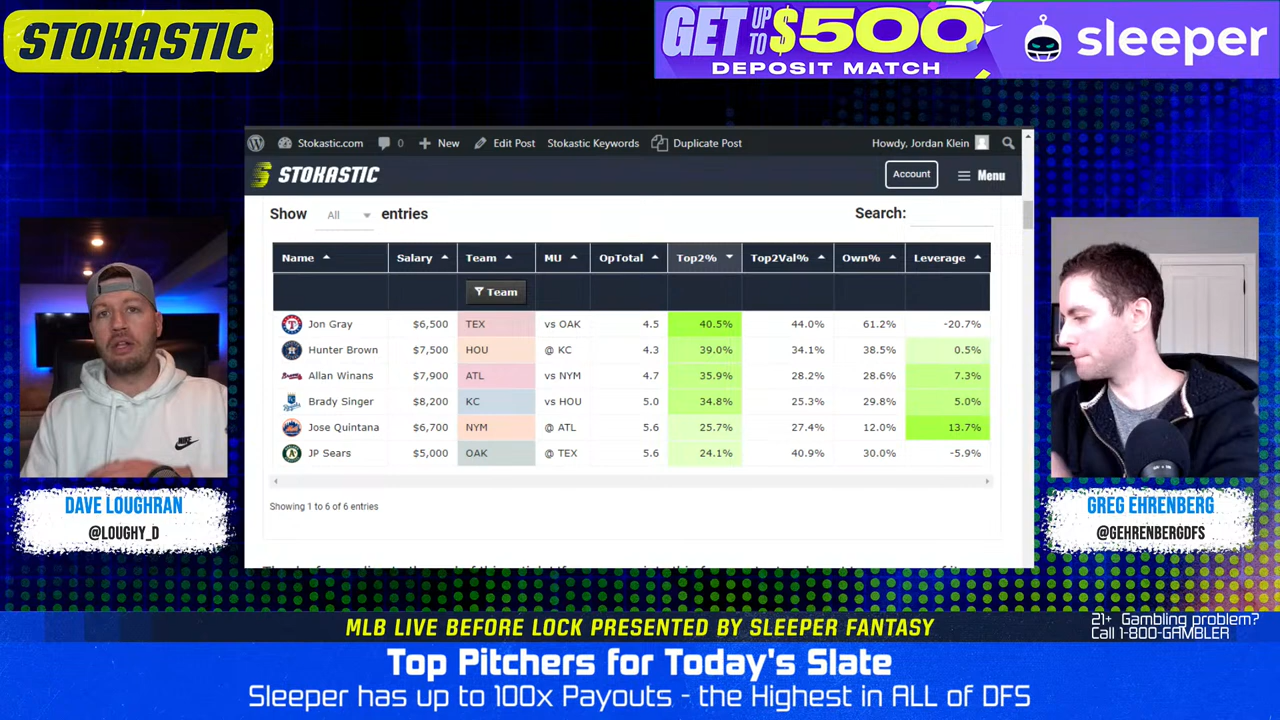 STOKASTIC
GET UP TO $500
DEPOSIT MATCH
sleeper
Stokastic.com 0 New Edit Post Stokastic Keywords Duplicate Post Howdy, Jordan Klein
STOKASTIC Account Menu
Show All entries Search:
Name Salary Team MU OpTotal Top2% Top2Val% Own% Leverage
Team
Jon Gray $6,500 TEX vs OAK 4.5 40.5% 44.0% 61.2% -20.7%
Hunter Brown $7,500 HOU @ KC 4.3 39.0% 34.1% 38.5% 0.5%
Allan Winans $7,900 ATL vs NYM 4.7 35.9% 28.2% 28.6% 7.3%
Brady Singer $8,200 KC vs HOU 5.0 34.8% 25.3% 29.8% 5.0%
Jose Quintana $6,700 NYM @ ATL 5.6 25.7% 27.4% 12.0% 13.7%
JP Sears $5,000 OAK @ TEX 5.6 24.1% 40.9% 30.0% -5.9%
Showing 1 to 6 of 6 entries
DAVE LOUGHRAN
@LOUGHY_D
GREG EHRENBERG
@GEHRENBERGDFS
MLB LIVE BEFORE LOCK PRESENTED BY SLEEPER FANTASY
21+ Gambling problem?
Call 1-800-GAMBLER
Top Pitchers for Today's Slate
Sleeper has up to 100x Payouts - the Highest in ALL of DFS